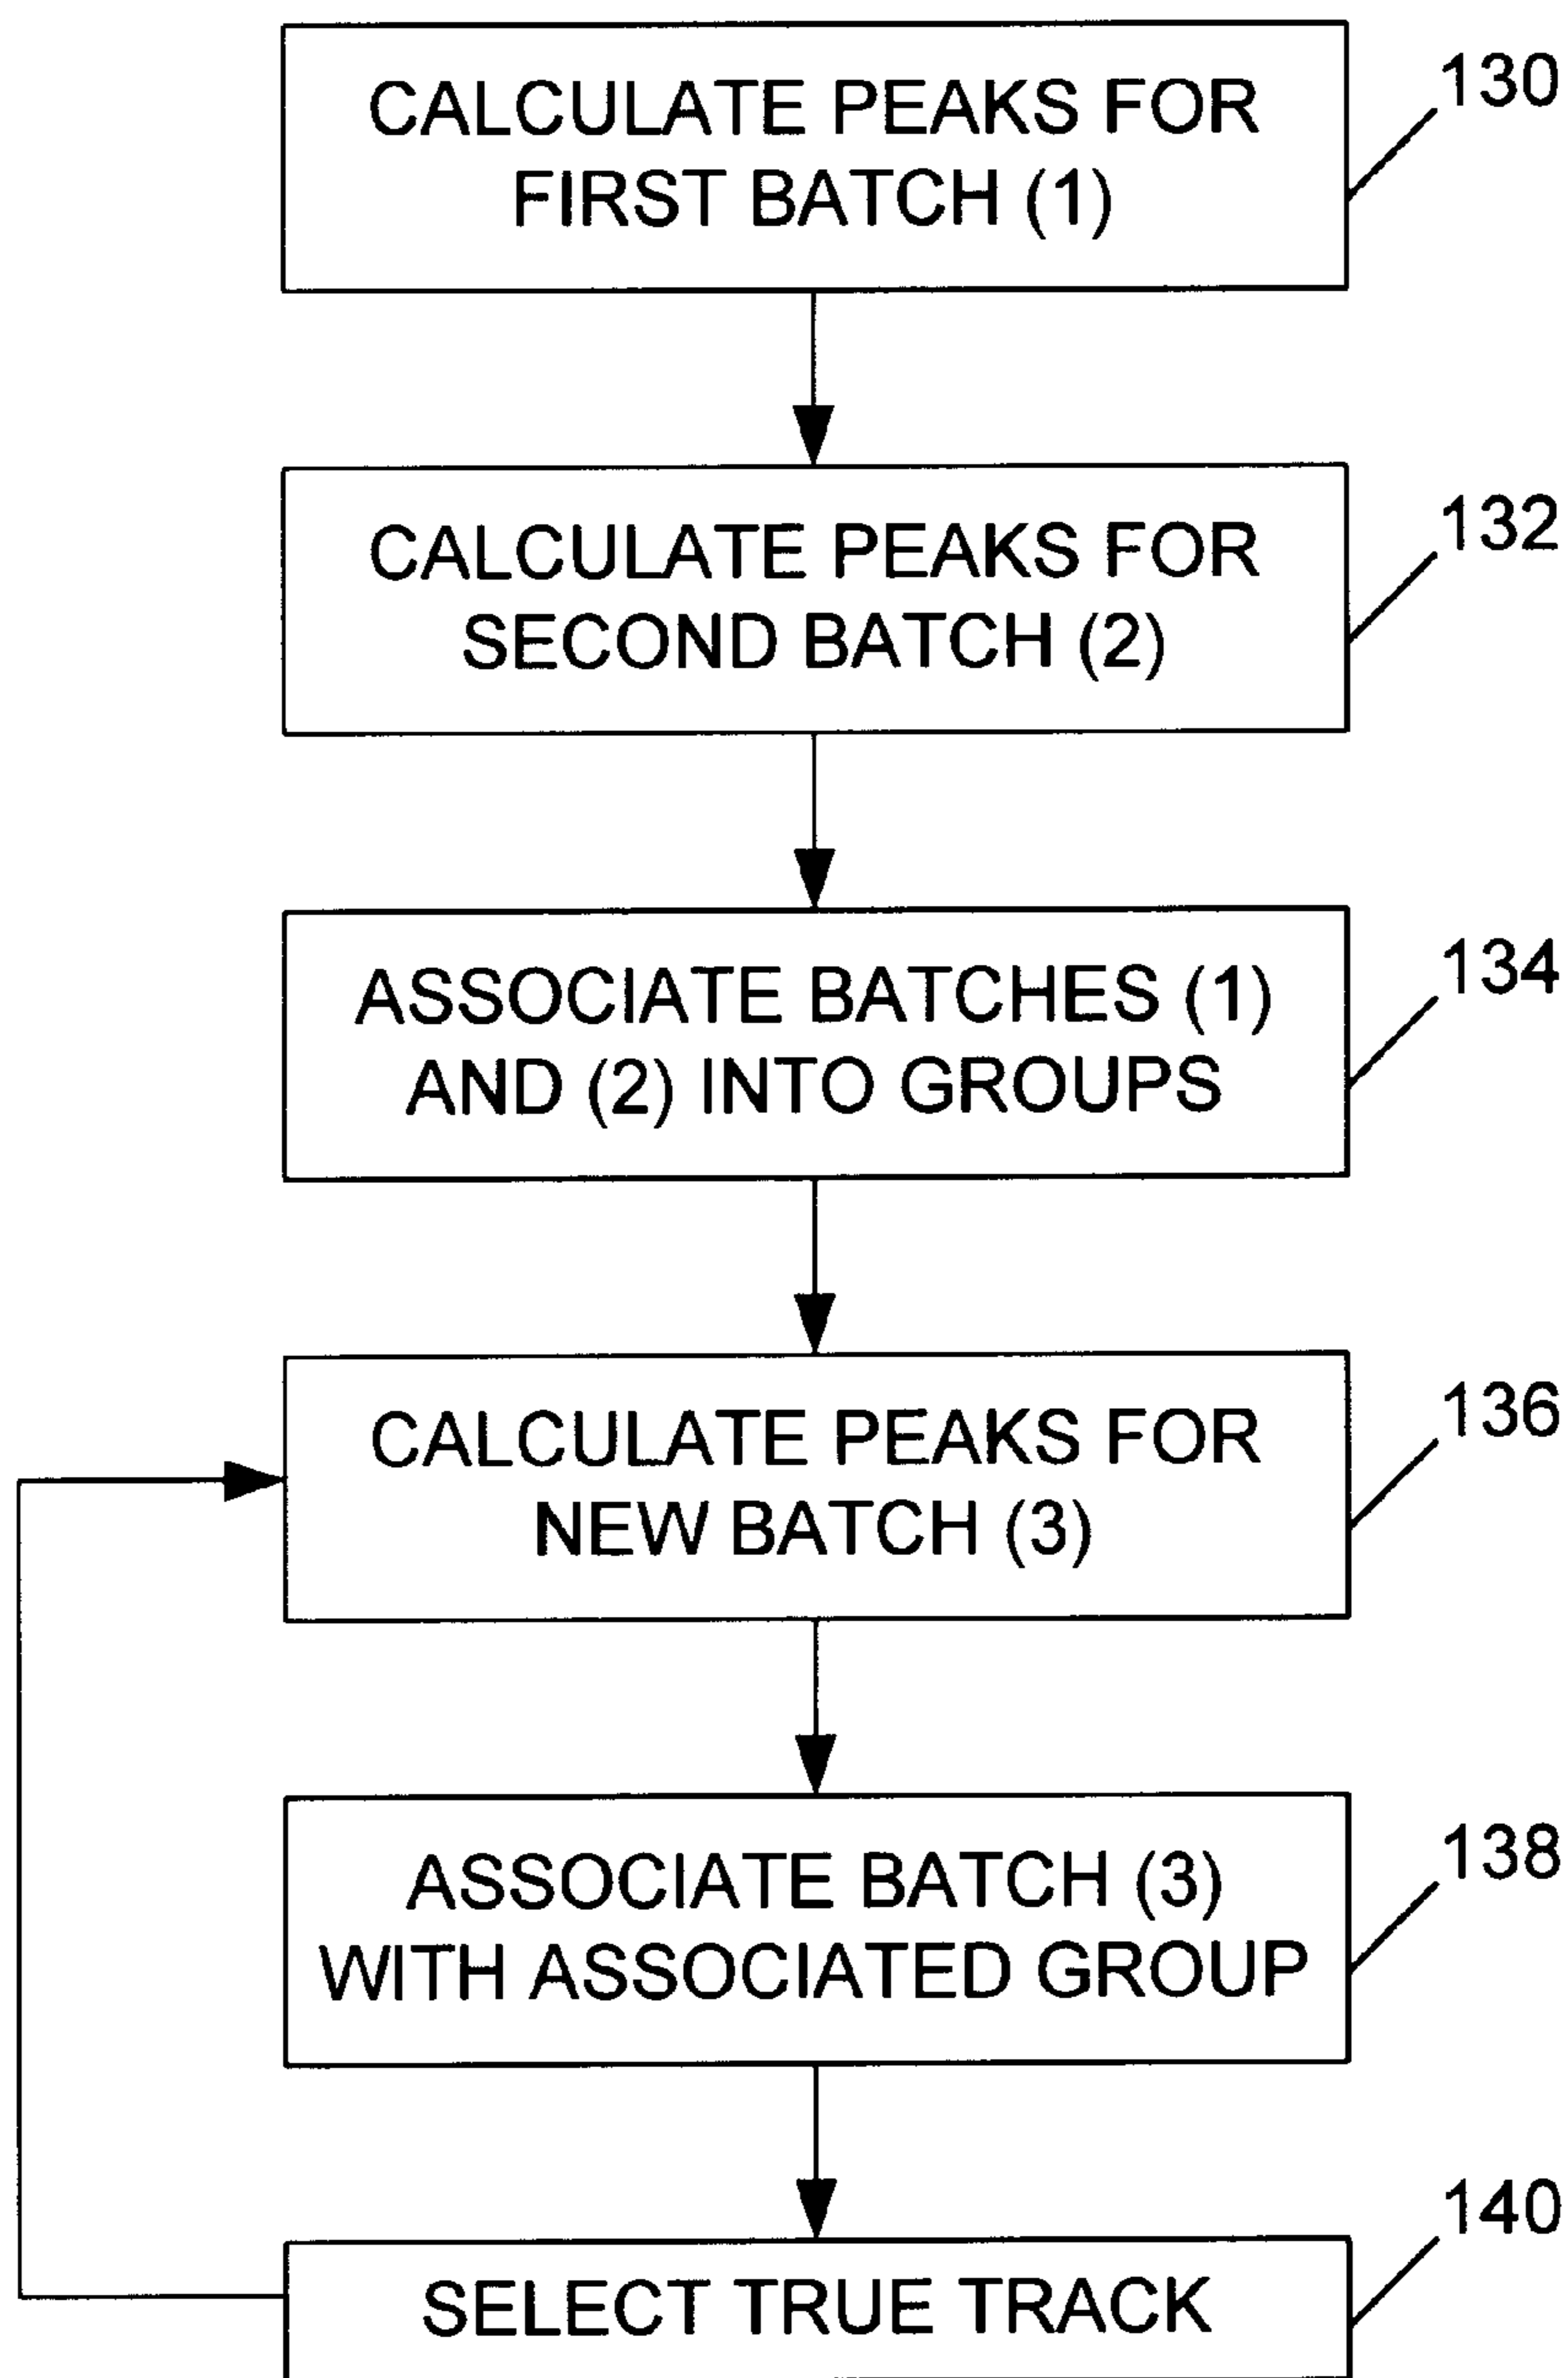 CALCULATE PEAKS FOR
FIRST BATCH (1)
130
CALCULATE PEAKS FOR
SECOND BATCH (2)
132
ASSOCIATE BATCHES (1)
AND (2) INTO GROUPS
134
CALCULATE PEAKS FOR
NEW BATCH (3)
136
ASSOCIATE BATCH (3)
WITH ASSOCIATED GROUP
138
SELECT TRUE TRACK
140